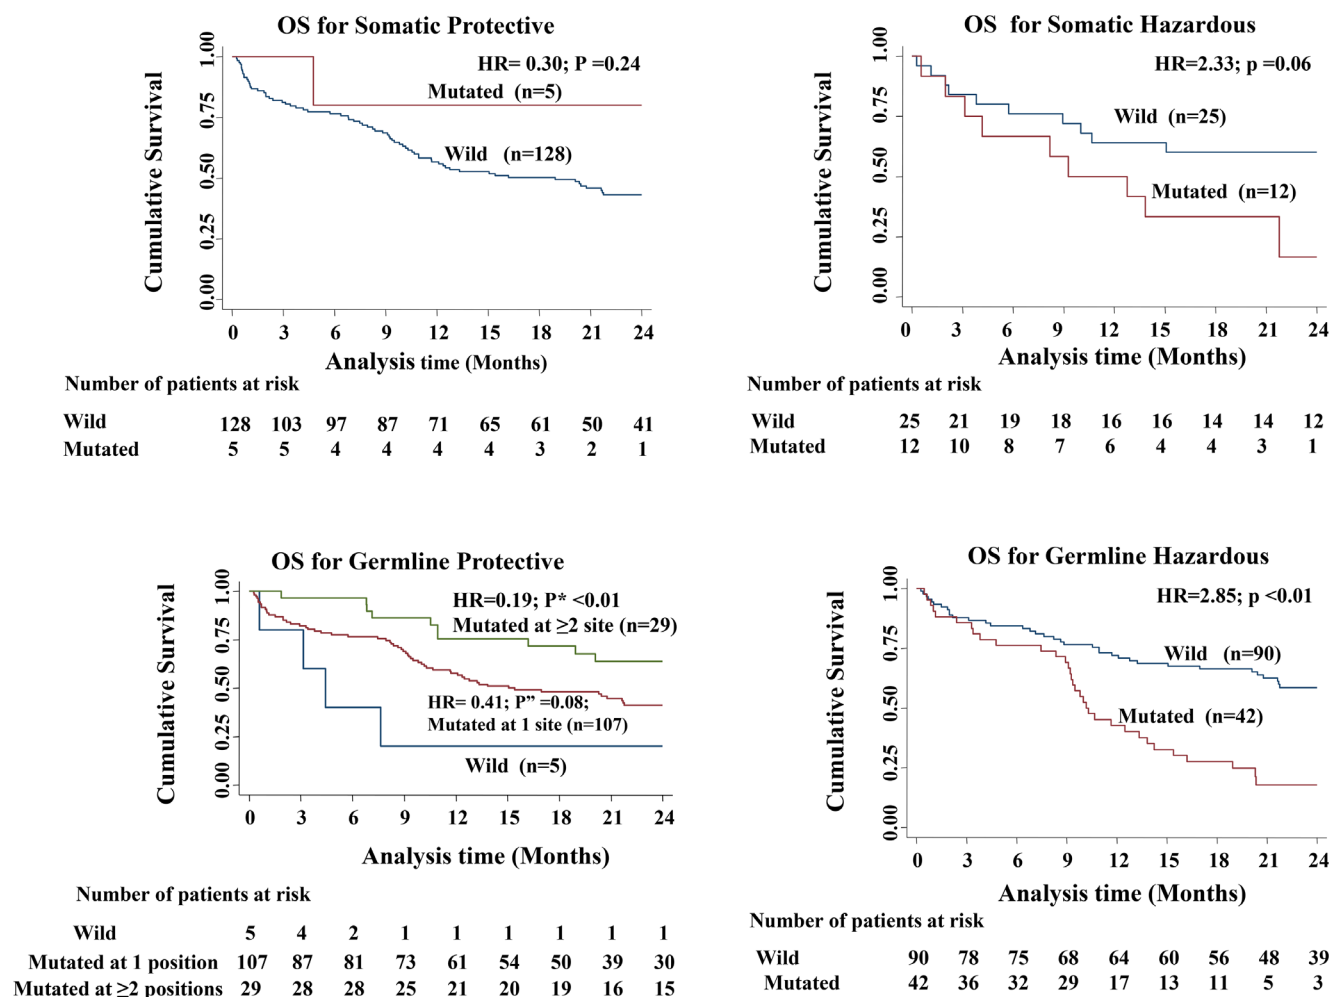 OS for Somatic Protective
HR= 0.30; P =0.24
Mutated (n=5)
Wild (n=128)
Cumulative Survival
1.00
0.75
0.50
0.25
0.00
0 3 6 9 12 15 18 21 24
Analysis time (Months)
Number of patients at risk
Wild 128 103 97 87 71 65 61 50 41
Mutated 5 5 4 4 4 4 3 2 1
OS for Somatic Hazardous
HR=2.33; p =0.06
Wild (n=25)
Mutated (n=12)
Cumulative Survival
1.00
0.75
0.50
0.25
0.00
0 3 6 9 12 15 18 21 24
Analysis time (Months)
Number of patients at risk
Wild 25 21 19 18 16 16 14 14 12
Mutated 12 10 8 7 6 4 4 3 1
OS for Germline Protective
HR=0.19; P* <0.01
Mutated at ≥2 site (n=29)
HR= 0.41; P” =0.08;
Mutated at 1 site (n=107)
Wild (n=5)
Cumulative Survival
1.00
0.75
0.50
0.25
0.00
0 3 6 9 12 15 18 21 24
Analysis time (Months)
Number of patients at risk
Wild 5 4 2 1 1 1 1 1 1
Mutated at 1 position 107 87 81 73 61 54 50 39 30
Mutated at ≥2 positions 29 28 28 25 21 20 19 16 15
OS for Germline Hazardous
HR=2.85; p <0.01
Wild (n=90)
Mutated (n=42)
Cumulative Survival
1.00
0.75
0.50
0.25
0.00
0 3 6 9 12 15 18 21 24
Analysis time (Months)
Number of patients at risk
Wild 90 78 75 68 64 60 56 48 39
Mutated 42 36 32 29 17 13 11 5 3